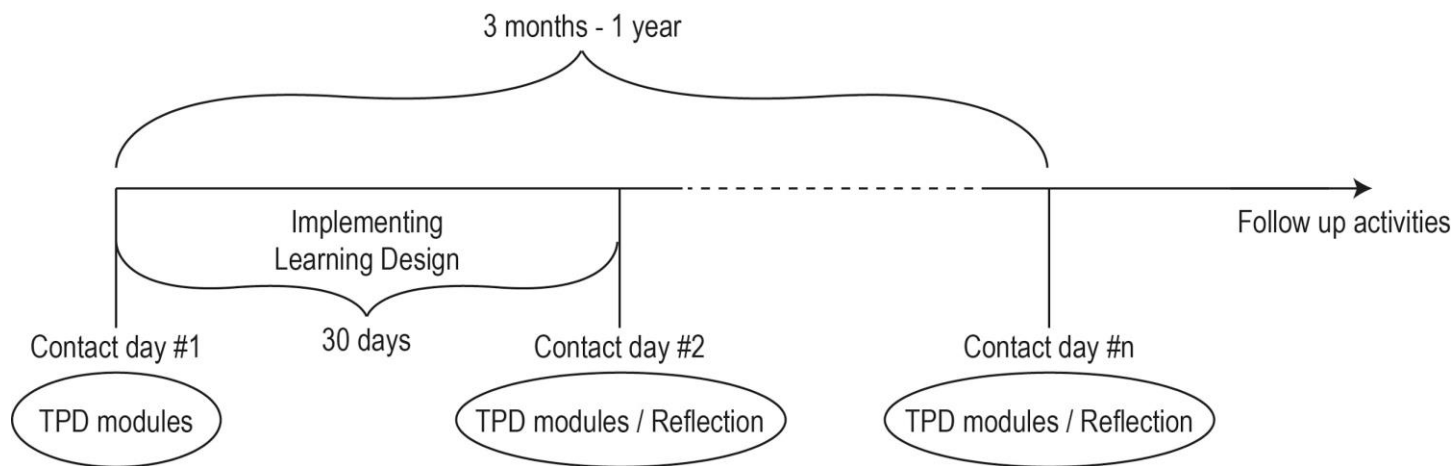 3 months - 1 year
Implementing
Learning Design
Follow up activities
30 days
Contact day #1
Contact day #2
Contact day #n
TPD modules
TPD modules / Reflection
TPD modules / Reflection